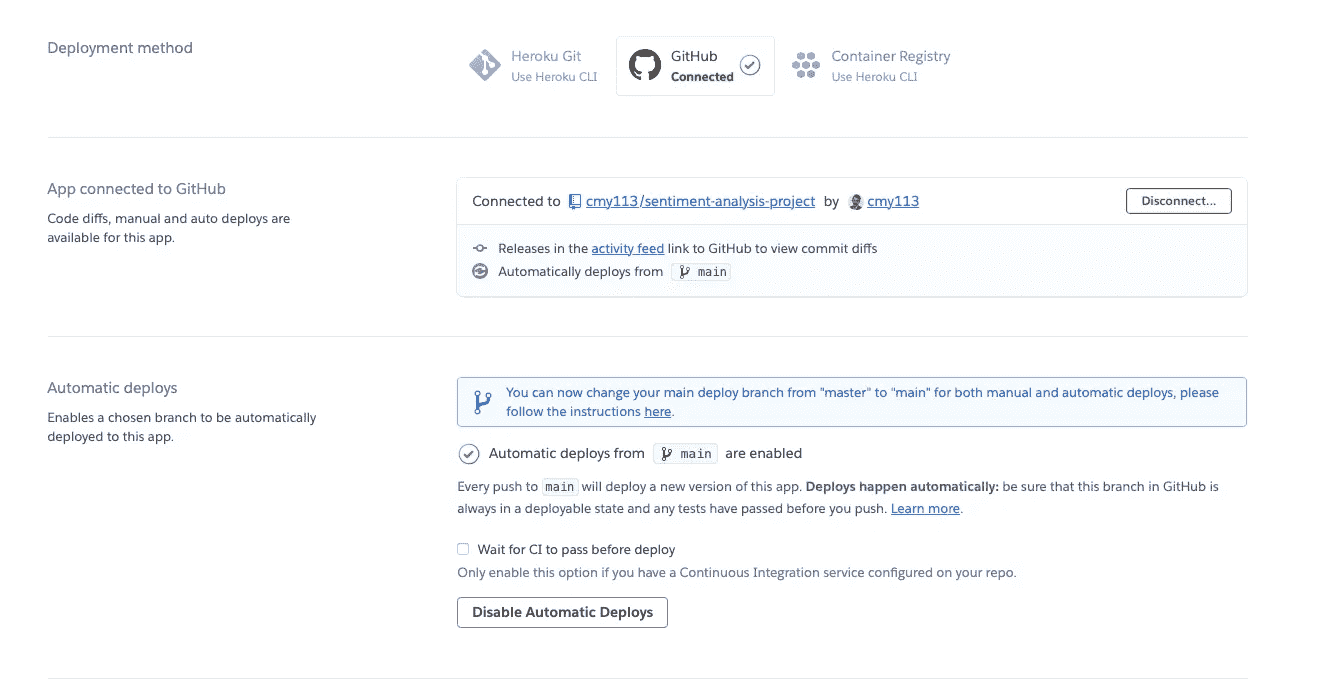 Deployment method
Heroku Git
Use Heroku CLI
GitHub
Connected
Container Registry
Use Heroku CLI
App connected to GitHub
Code diffs, manual and auto deploys are
available for this app.
Connected to cmy113/sentiment-analysis-project by cmy113
Disconnect...
Releases in the activity feed link to GitHub to view commit diffs
Automatically deploys from main
Automatic deploys
Enables a chosen branch to be automatically
deployed to this app.
You can now change your main deploy branch from "master" to "main" for both manual and automatic deploys, please
follow the instructions here.
Automatic deploys from main are enabled
Every push to main will deploy a new version of this app. Deploys happen automatically: be sure that this branch in GitHub is
always in a deployable state and any tests have passed before you push. Learn more.
Wait for CI to pass before deploy
Only enable this option if you have a Continuous Integration service configured on your repo.
Disable Automatic Deploys